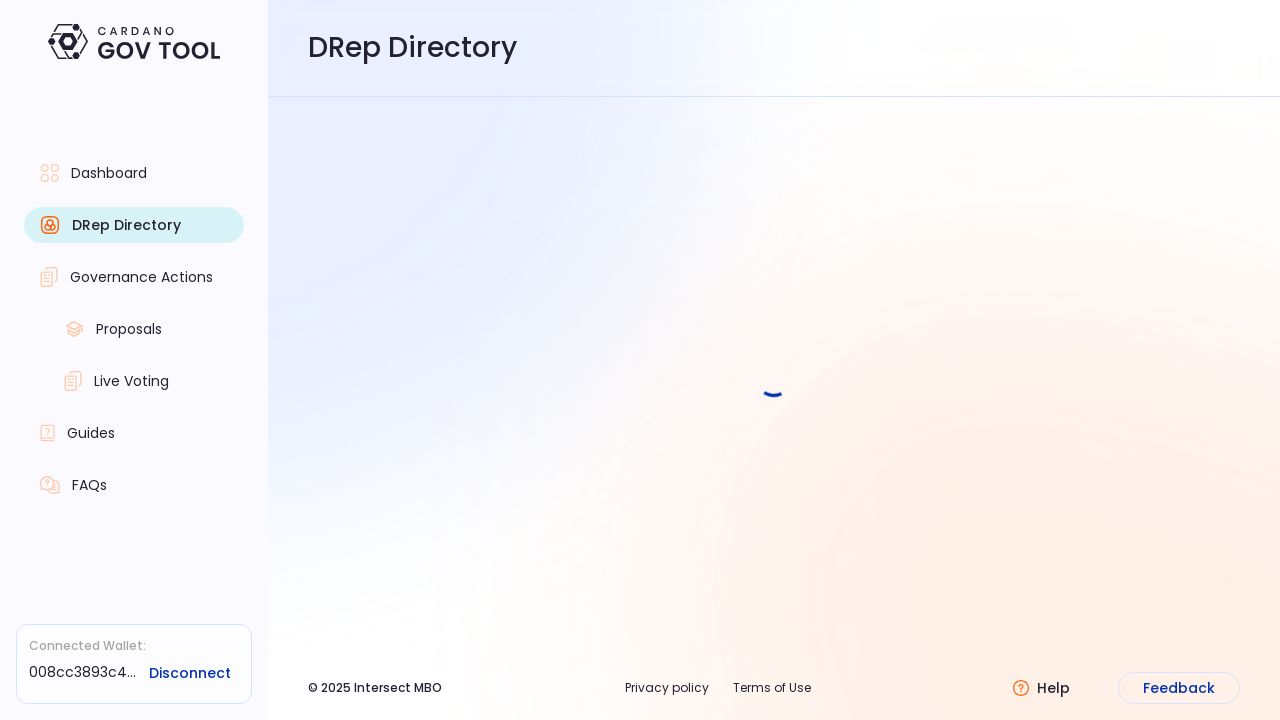 CARDANO
GOV TOOL
DRep Directory
Dashboard
DRep Directory
Governance Actions
Proposals
Live Voting
Guides
FAQs
Connected Wallet:
008cc3893c4...
Disconnect
© 2025 Intersect MBO
Privacy policy
Terms of Use
Help
Feedback